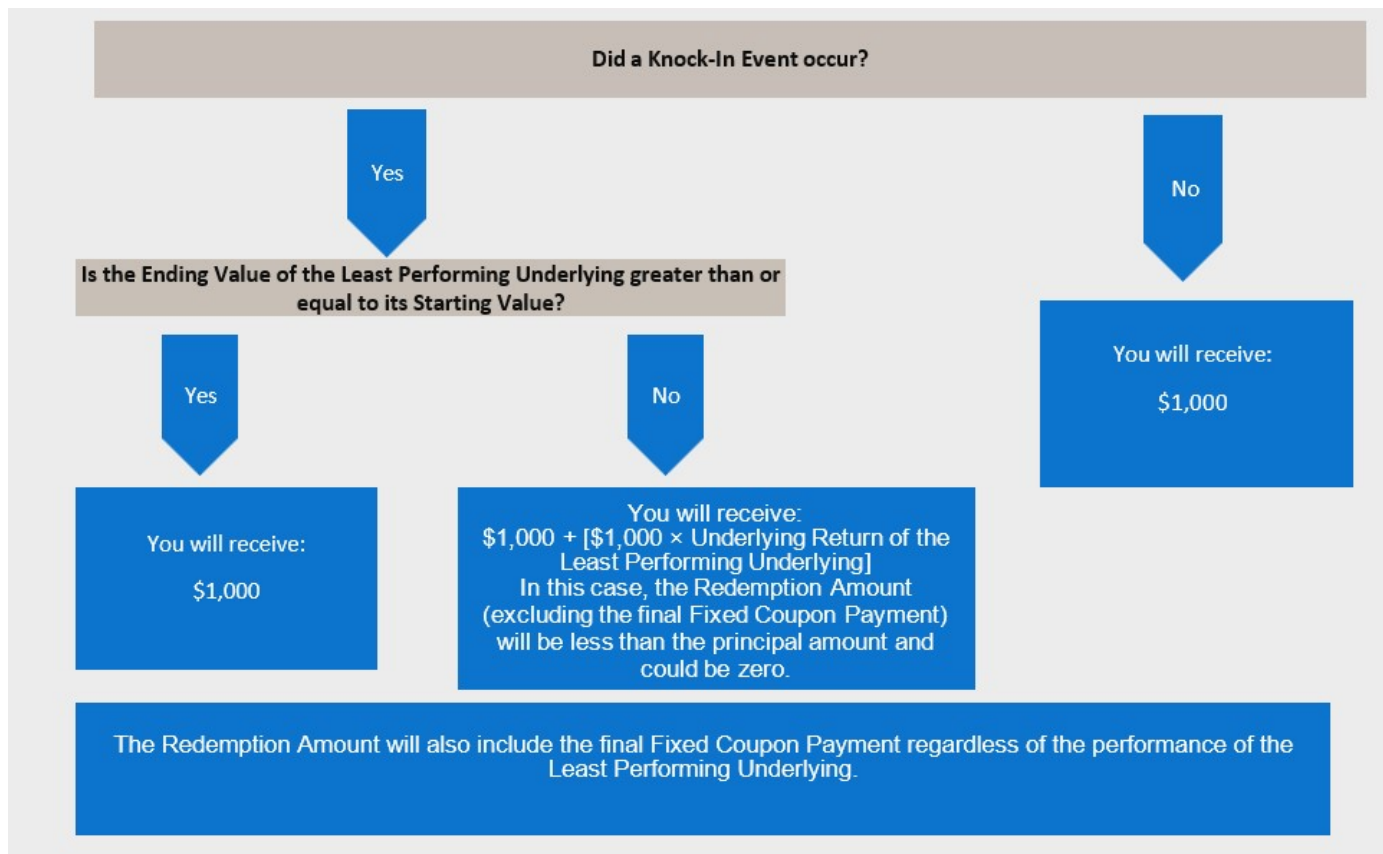 Did a Knock-In Event occur?
Yes
No
Is the Ending Value of the Least Performing Underlying greater than or
equal to its Starting Value?
Yes
No
You will receive:
$1,000
You will receive:
$1,000
You will receive:
$1,000 + [$1,000 × Underlying Return of the
Least Performing Underlying]
In this case, the Redemption Amount
(excluding the final Fixed Coupon Payment)
will be less than the principal amount and
could be zero.
The Redemption Amount will also include the final Fixed Coupon Payment regardless of the performance of the
Least Performing Underlying.